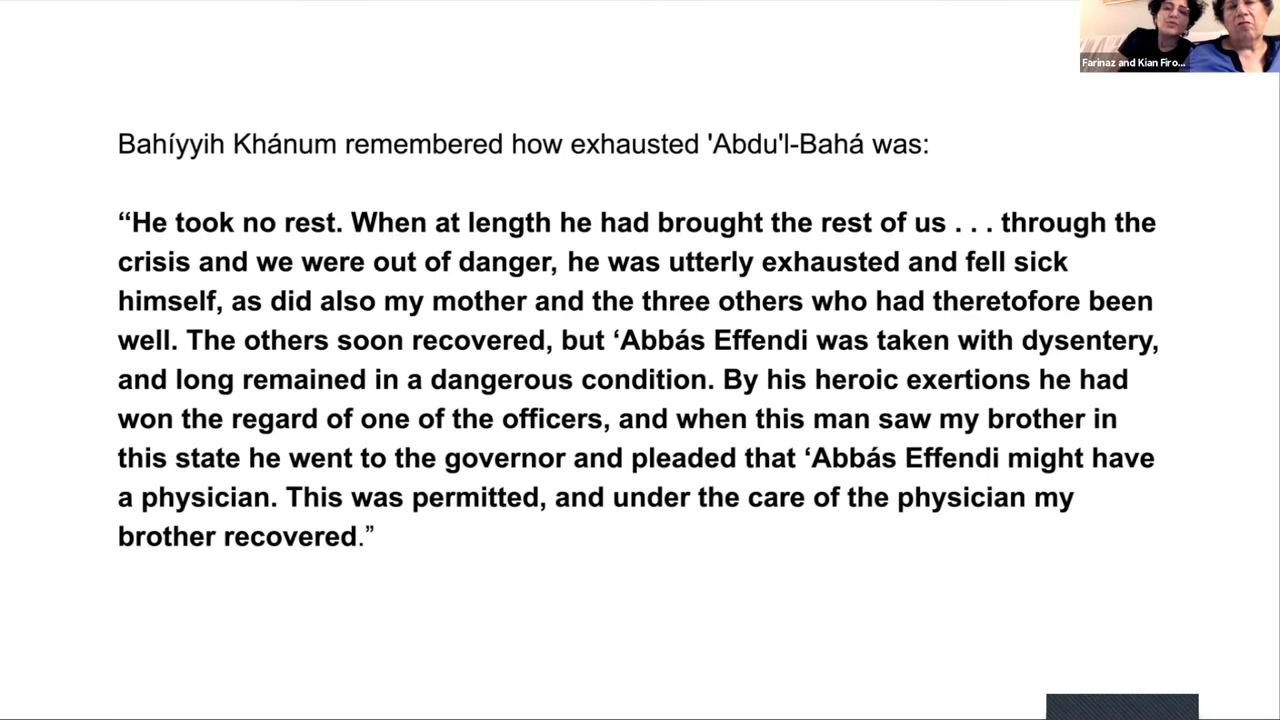 Farinaz and Kian Firo...
Bahíyyih Khánum remembered how exhausted 'Abdu'l-Bahá was:
“He took no rest. When at length he had brought the rest of us . . . through the
crisis and we were out of danger, he was utterly exhausted and fell sick
himself, as did also my mother and the three others who had theretofore been
well. The others soon recovered, but ‘Abbás Effendi was taken with dysentery,
and long remained in a dangerous condition. By his heroic exertions he had
won the regard of one of the officers, and when this man saw my brother in
this state he went to the governor and pleaded that ‘Abbás Effendi might have
a physician. This was permitted, and under the care of the physician my
brother recovered.”